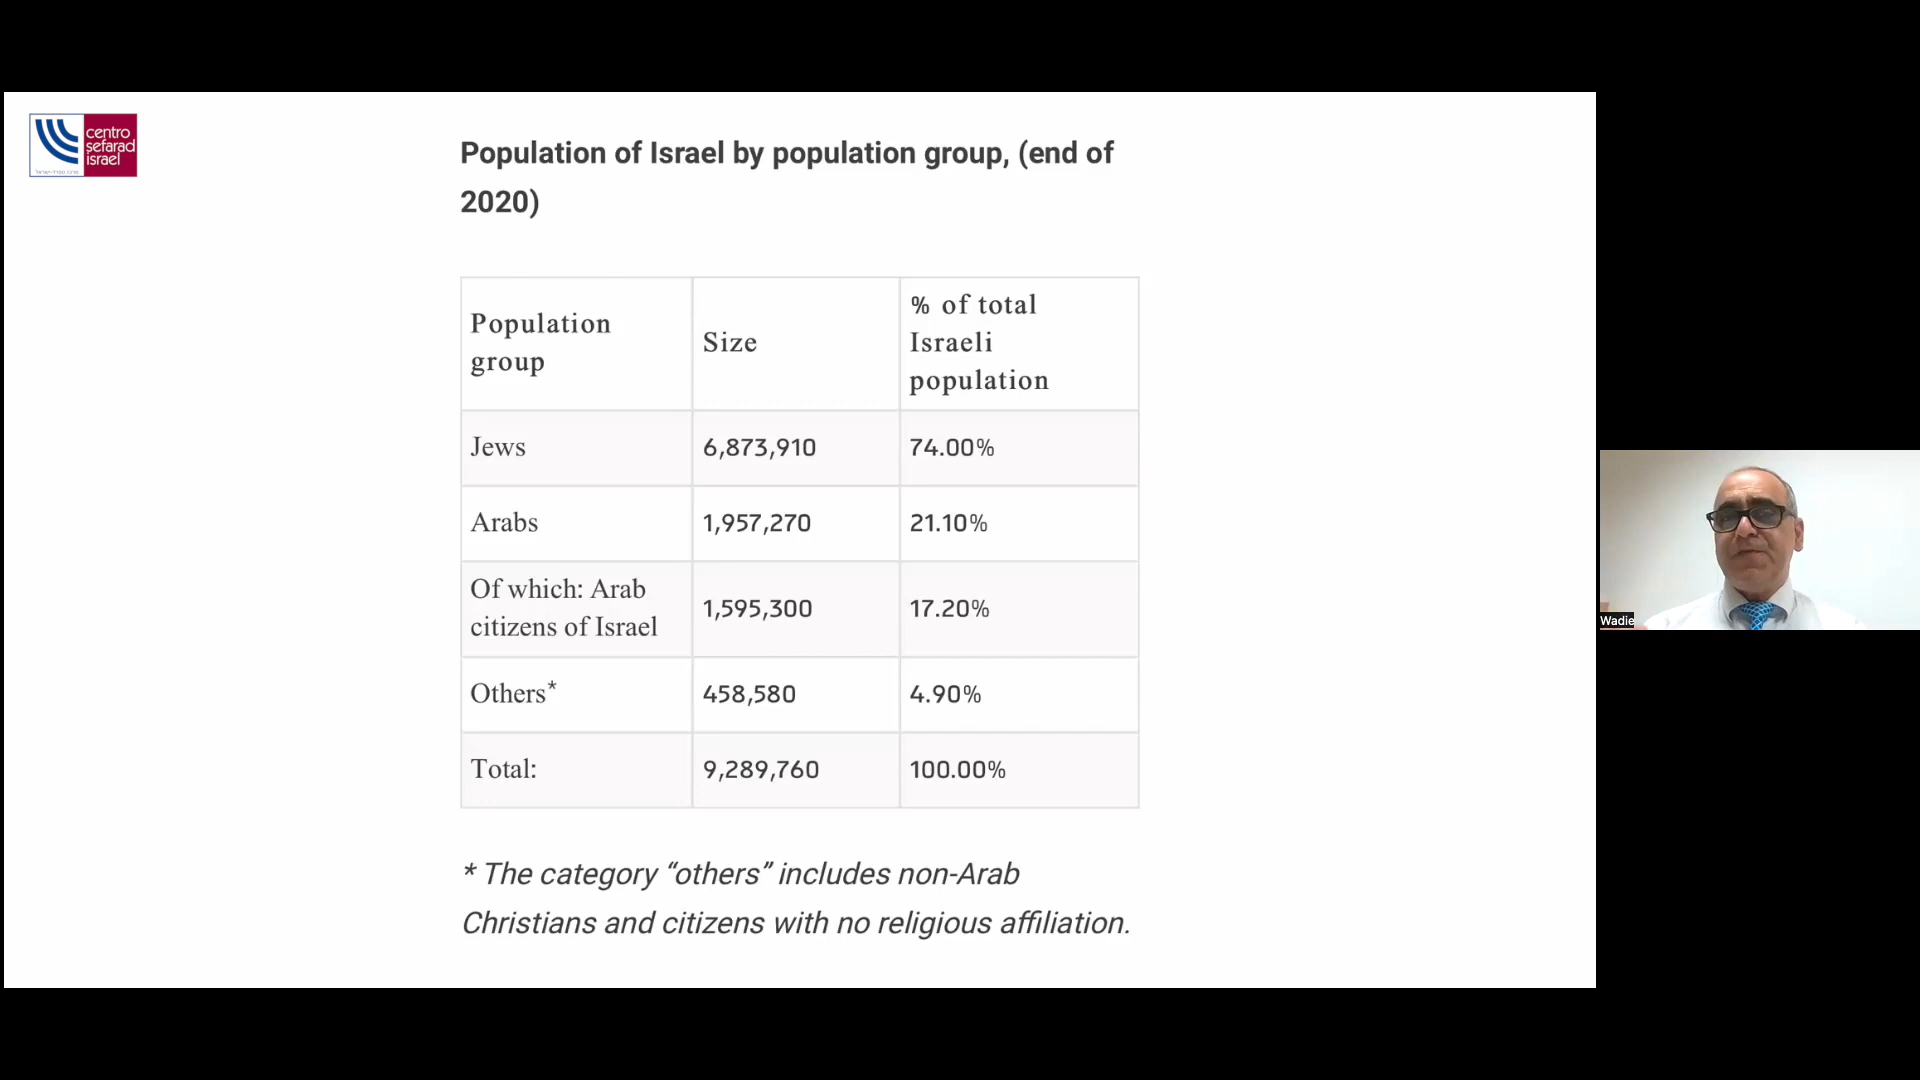 centro
sefarad
israel
Population of Israel by population group, (end of
2020)
Population
group
Size
% of total
Israeli
population
Jews
6,873,910
74.00%
Arabs
1,957,270
21.10%
Of which: Arab
citizens of Israel
1,595,300
17.20%
Others*
458,580
4.90%
Total:
9,289,760
100.00%
* The category “others” includes non-Arab
Christians and citizens with no religious affiliation.
Wadie